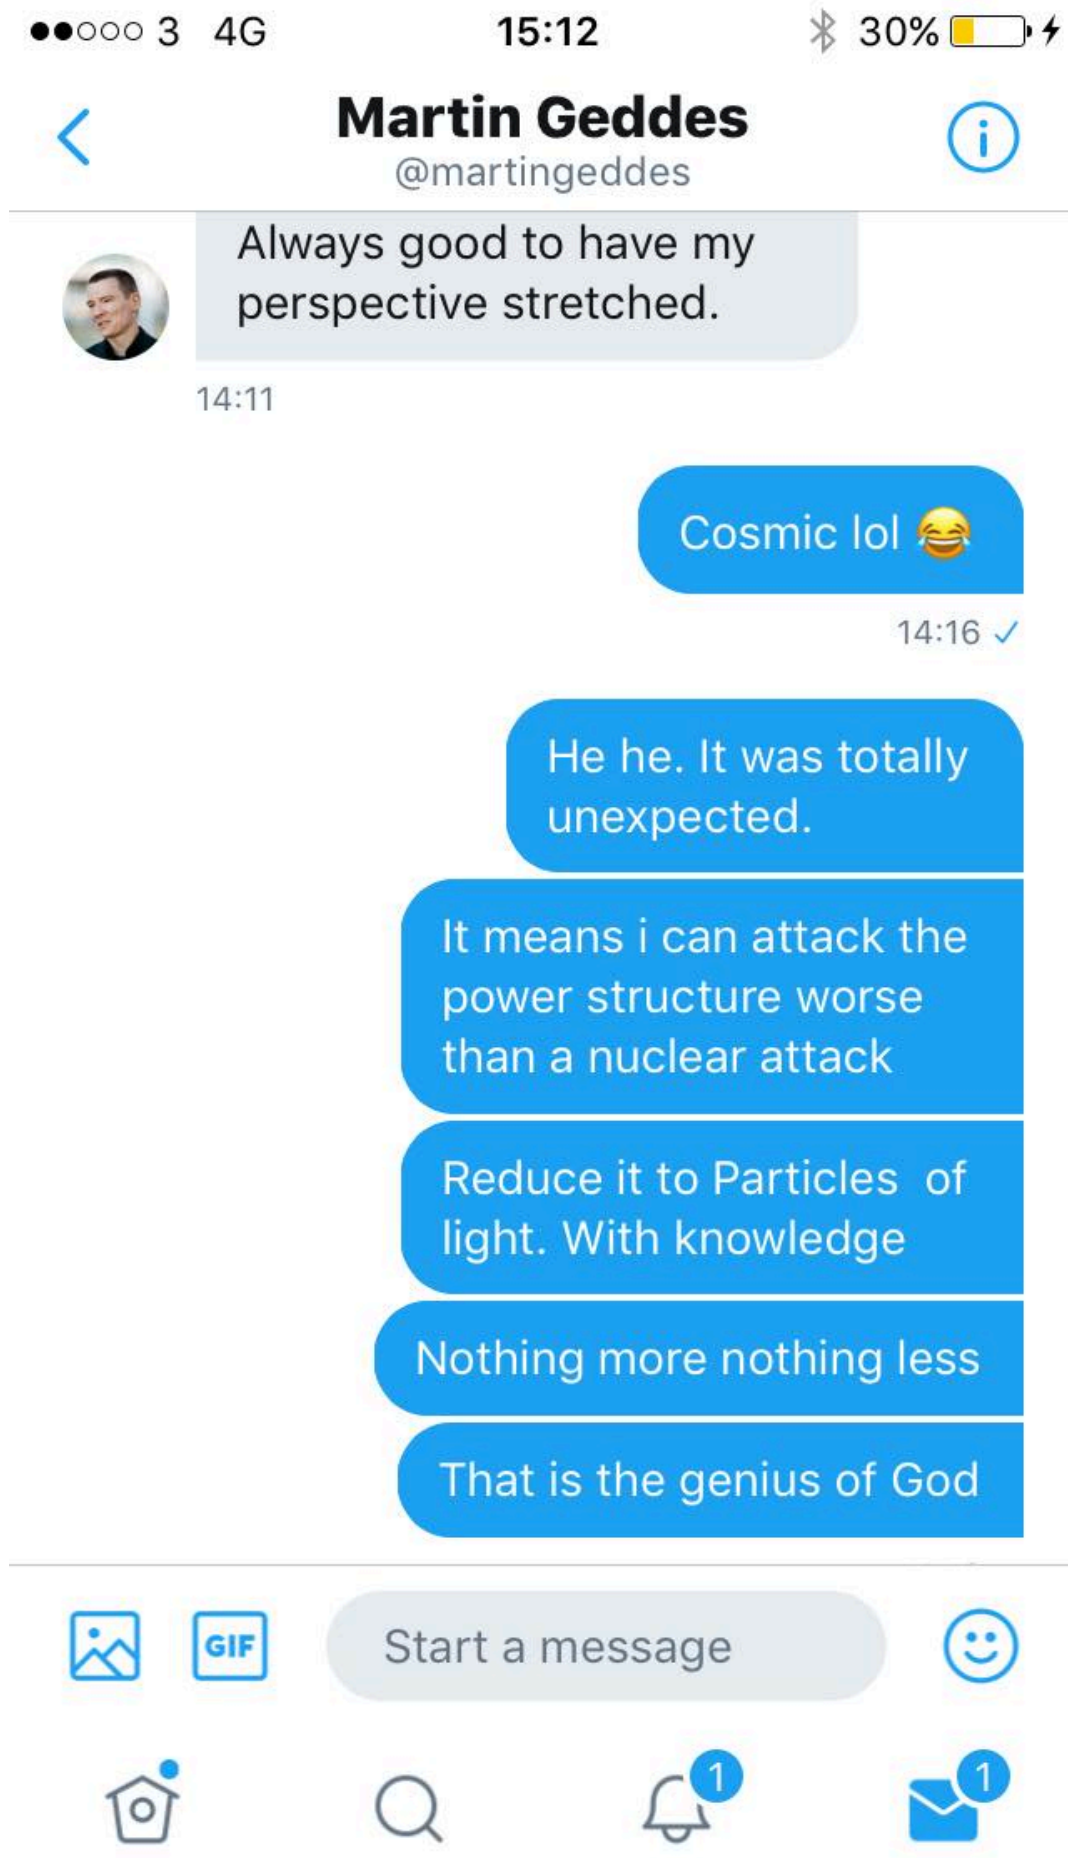 3 4G 15:12 30%
Martin Geddes
@martingeddes
Always good to have my
perspective stretched.
14:11
Cosmic lol 😂
14:16 ✓
He he. It was totally
unexpected.
It means i can attack the
power structure worse
than a nuclear attack
Reduce it to Particles  of
light. With knowledge
Nothing more nothing less
That is the genius of God
GIF Start a message
1 1